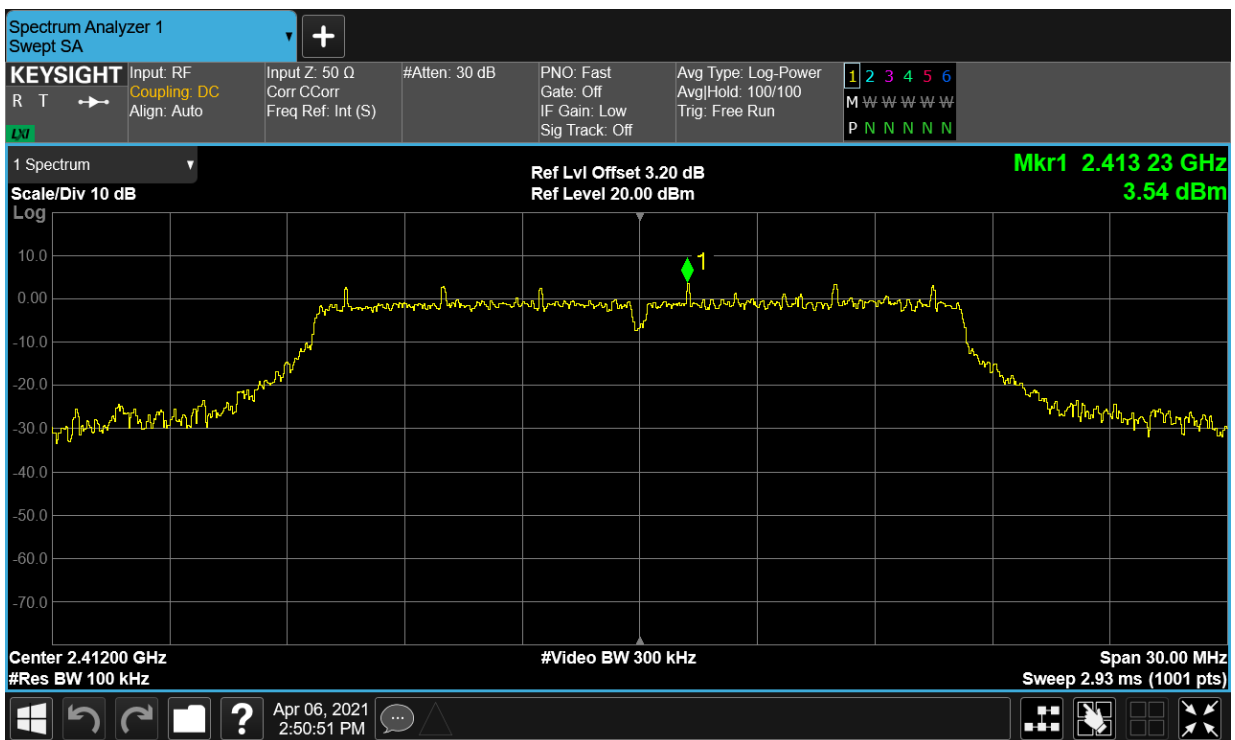 Spectrum Analyzer 1
Swept SA
+
KEYSIGHT
R T
LXI
Input: RF
Coupling: DC
Align: Auto
Input Z: 50 Ω
Corr CCorr
Freq Ref: Int (S)
#Atten: 30 dB
PNO: Fast
Gate: Off
IF Gain: Low
Sig Track: Off
Avg Type: Log-Power
Avg|Hold: 100/100
Trig: Free Run
1 2 3 4 5 6
M W W W W W
P N N N N N
1 Spectrum
Scale/Div 10 dB
Log
Ref Lvl Offset 3.20 dB
Ref Level 20.00 dBm
Mkr1 2.413 23 GHz
3.54 dBm
1
10.0
0.00
-10.0
-20.0
-30.0
-40.0
-50.0
-60.0
-70.0
Center 2.41200 GHz
#Video BW 300 kHz
Span 30.00 MHz
#Res BW 100 kHz
Sweep 2.93 ms (1001 pts)
?
Apr 06, 2021
2:50:51 PM